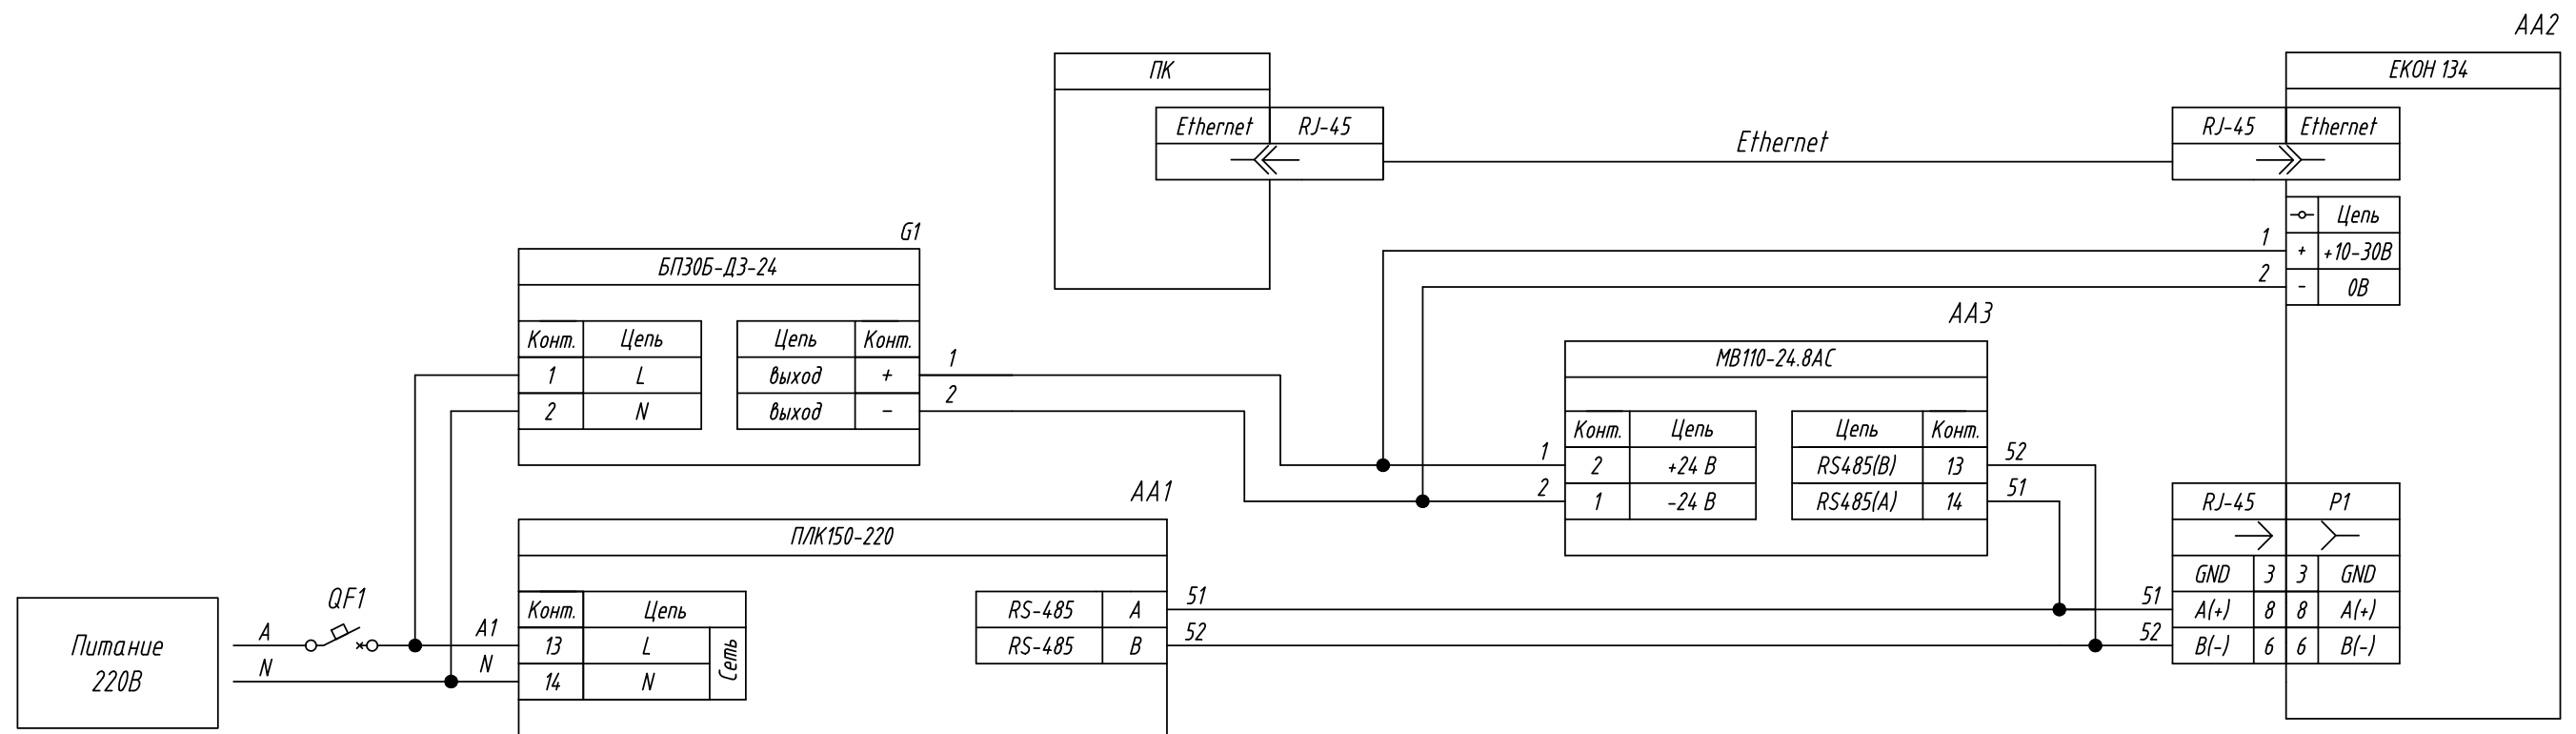 AA2
ПК
ЕКОН 134
Ethernet RJ-45
Ethernet
RJ-45 Ethernet
Цепь
1 + +10-30В
2 - 0В
G1
БП30Б-Д3-24
Конт. Цепь Цепь Конт.
1 L выход + 1
2 N выход - 2
AA3
МВ110-24.8АС
Конт. Цепь Цепь Конт.
1 2 +24 В RS485(B) 13 52
2 1 -24 В RS485(A) 14 51
AA1
ПЛК150-220
Конт. Цепь
13 L
14 N
Сеть
RS-485 A 51
RS-485 B 52
RJ-45 P1
GND 3 3 GND
51 A(+) 8 8 A(+)
52 B(-) 6 6 B(-)
QF1
Питание
220В
A A1
N N